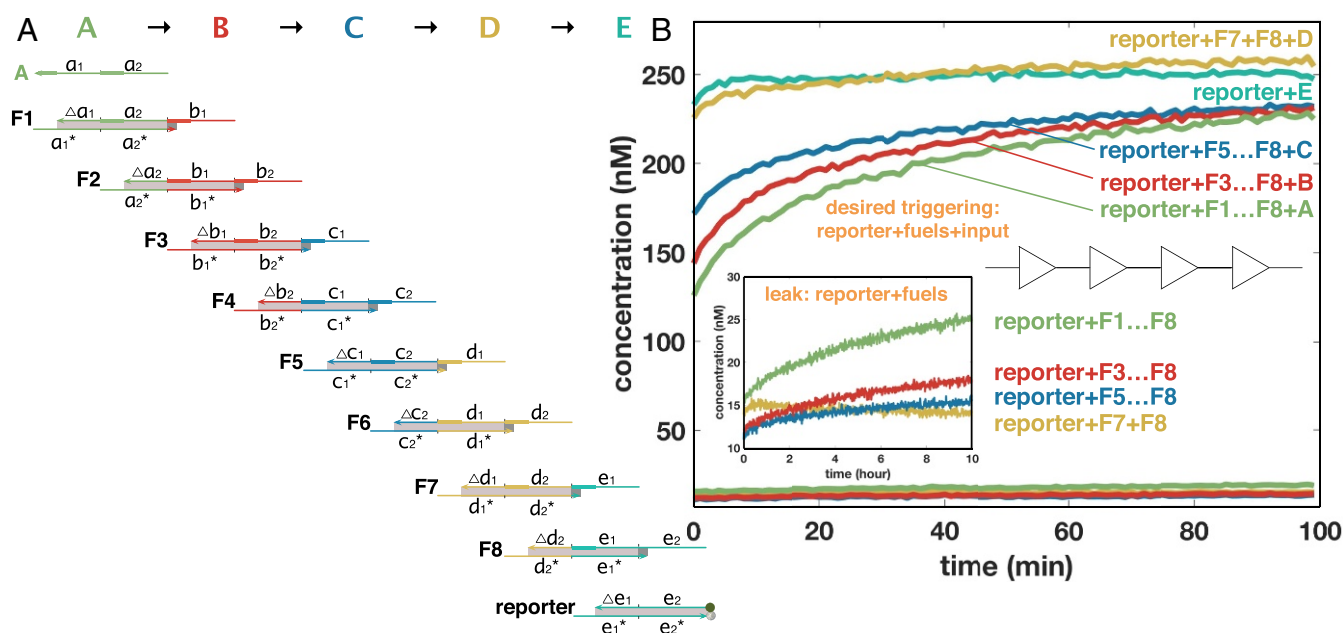 A
A → B → C → D → E
A
a1 a2
F1
△a1 a2 b1
a1* a2*
F2
△a2 b1 b2
a2* b1*
F3
△b1 b2 c1
b1* b2*
F4
△b2 c1 c2
b2* c1*
F5
△c1 c2 d1
c1* c2*
F6
△c2 d1 d2
c2* d1*
F7
△d1 d2 e1
d1* d2*
F8
△d2 e1 e2
d2* e1*
reporter
△e1 e2
e1* e2*
B
concentration (nM)
250
200
150
100
50
0 20 40 60 80 100
time (min)
reporter+F7+F8+D
reporter+E
reporter+F5...F8+C
reporter+F3...F8+B
reporter+F1...F8+A
desired triggering:
reporter+fuels+input
leak: reporter+fuels
concentration (nM)
30
25
20
15
10
0 2 4 6 8 10
time (hour)
reporter+F1...F8
reporter+F3...F8
reporter+F5...F8
reporter+F7+F8